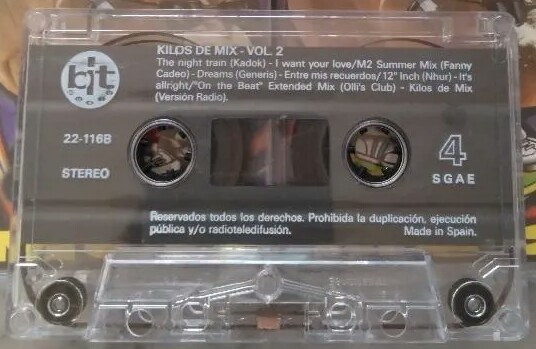 KILOS DE MIX - VOL. 2
The night train (Kadok) - I want your love/M2 Summer Mix (Fanny
Cadeo) - Dreams (Generis) - Entre mis recuerdos/12" Inch (Nhur) - It's
allright/"On the Beat" Extended Mix (Olli's Club) - Kilos de Mix
(Versión Radio).
bit
22-116B
STEREO
4
SGAE
Reservados todos los derechos. Prohibida la duplicación, ejecución
pública y/o radioteledifusión. Made in Spain.